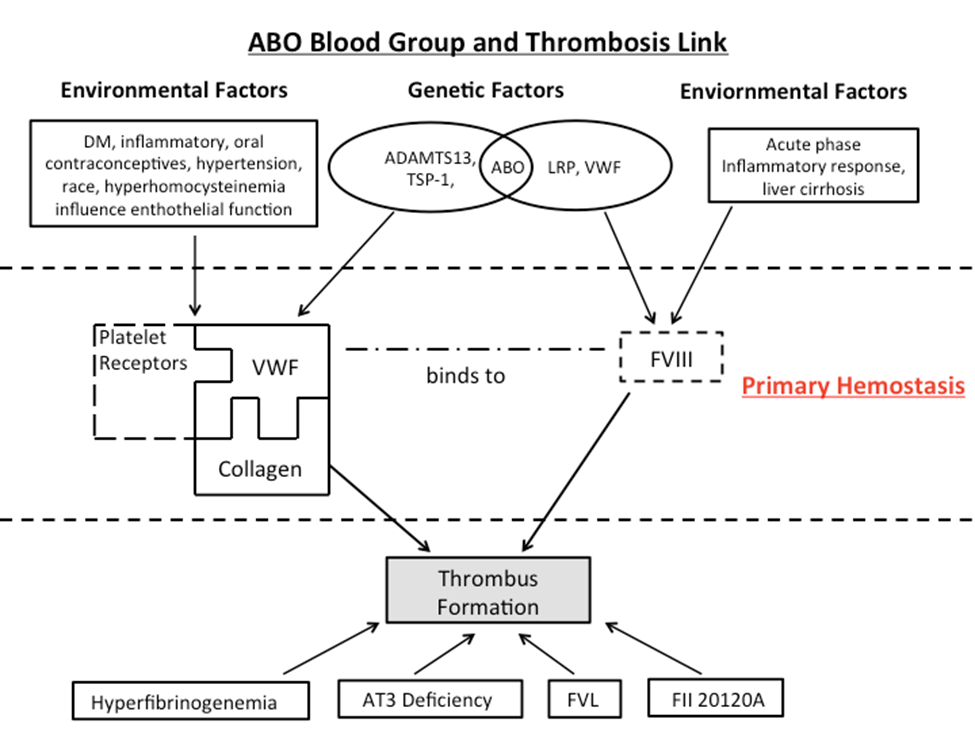 ABO Blood Group and Thrombosis Link
Environmental Factors
Genetic Factors
Enviornmental Factors
DM, inflammatory, oral
contraconceptives, hypertension,
race, hyperhomocysteinemia
influence enthothelial function
ADAMTS13,
TSP-1,
ABO
LRP, VWF
Acute phase
Inflammatory response,
liver cirrhosis
Platelet
Receptors
VWF
Collagen
binds to
FVIII
Primary Hemostasis
Thrombus
Formation
Hyperfibrinogenemia
AT3 Deficiency
FVL
FII 20120A